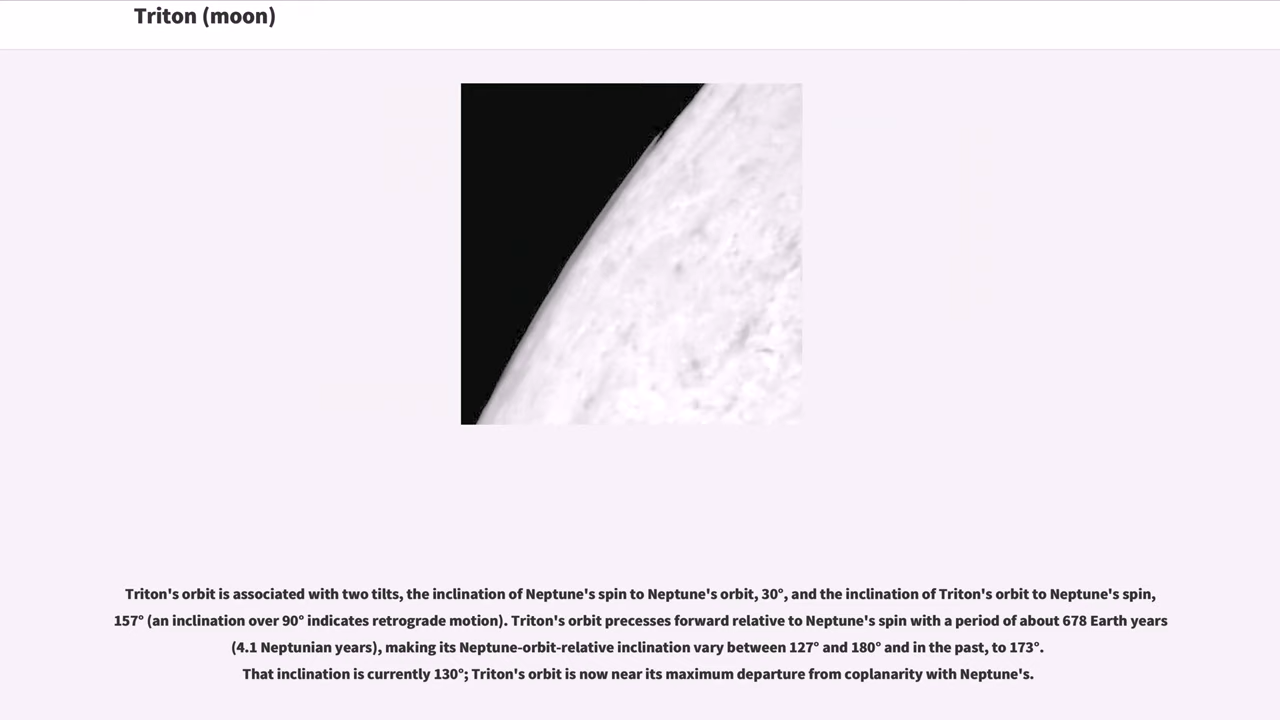 Triton (moon)
Triton's orbit is associated with two tilts, the inclination of Neptune's spin to Neptune's orbit, 30°, and the inclination of Triton's orbit to Neptune's spin,
157° (an inclination over 90° indicates retrograde motion). Triton's orbit precesses forward relative to Neptune's spin with a period of about 678 Earth years
(4.1 Neptunian years), making its Neptune-orbit-relative inclination vary between 127° and 180° and in the past, to 173°.
That inclination is currently 130°; Triton's orbit is now near its maximum departure from coplanarity with Neptune's.